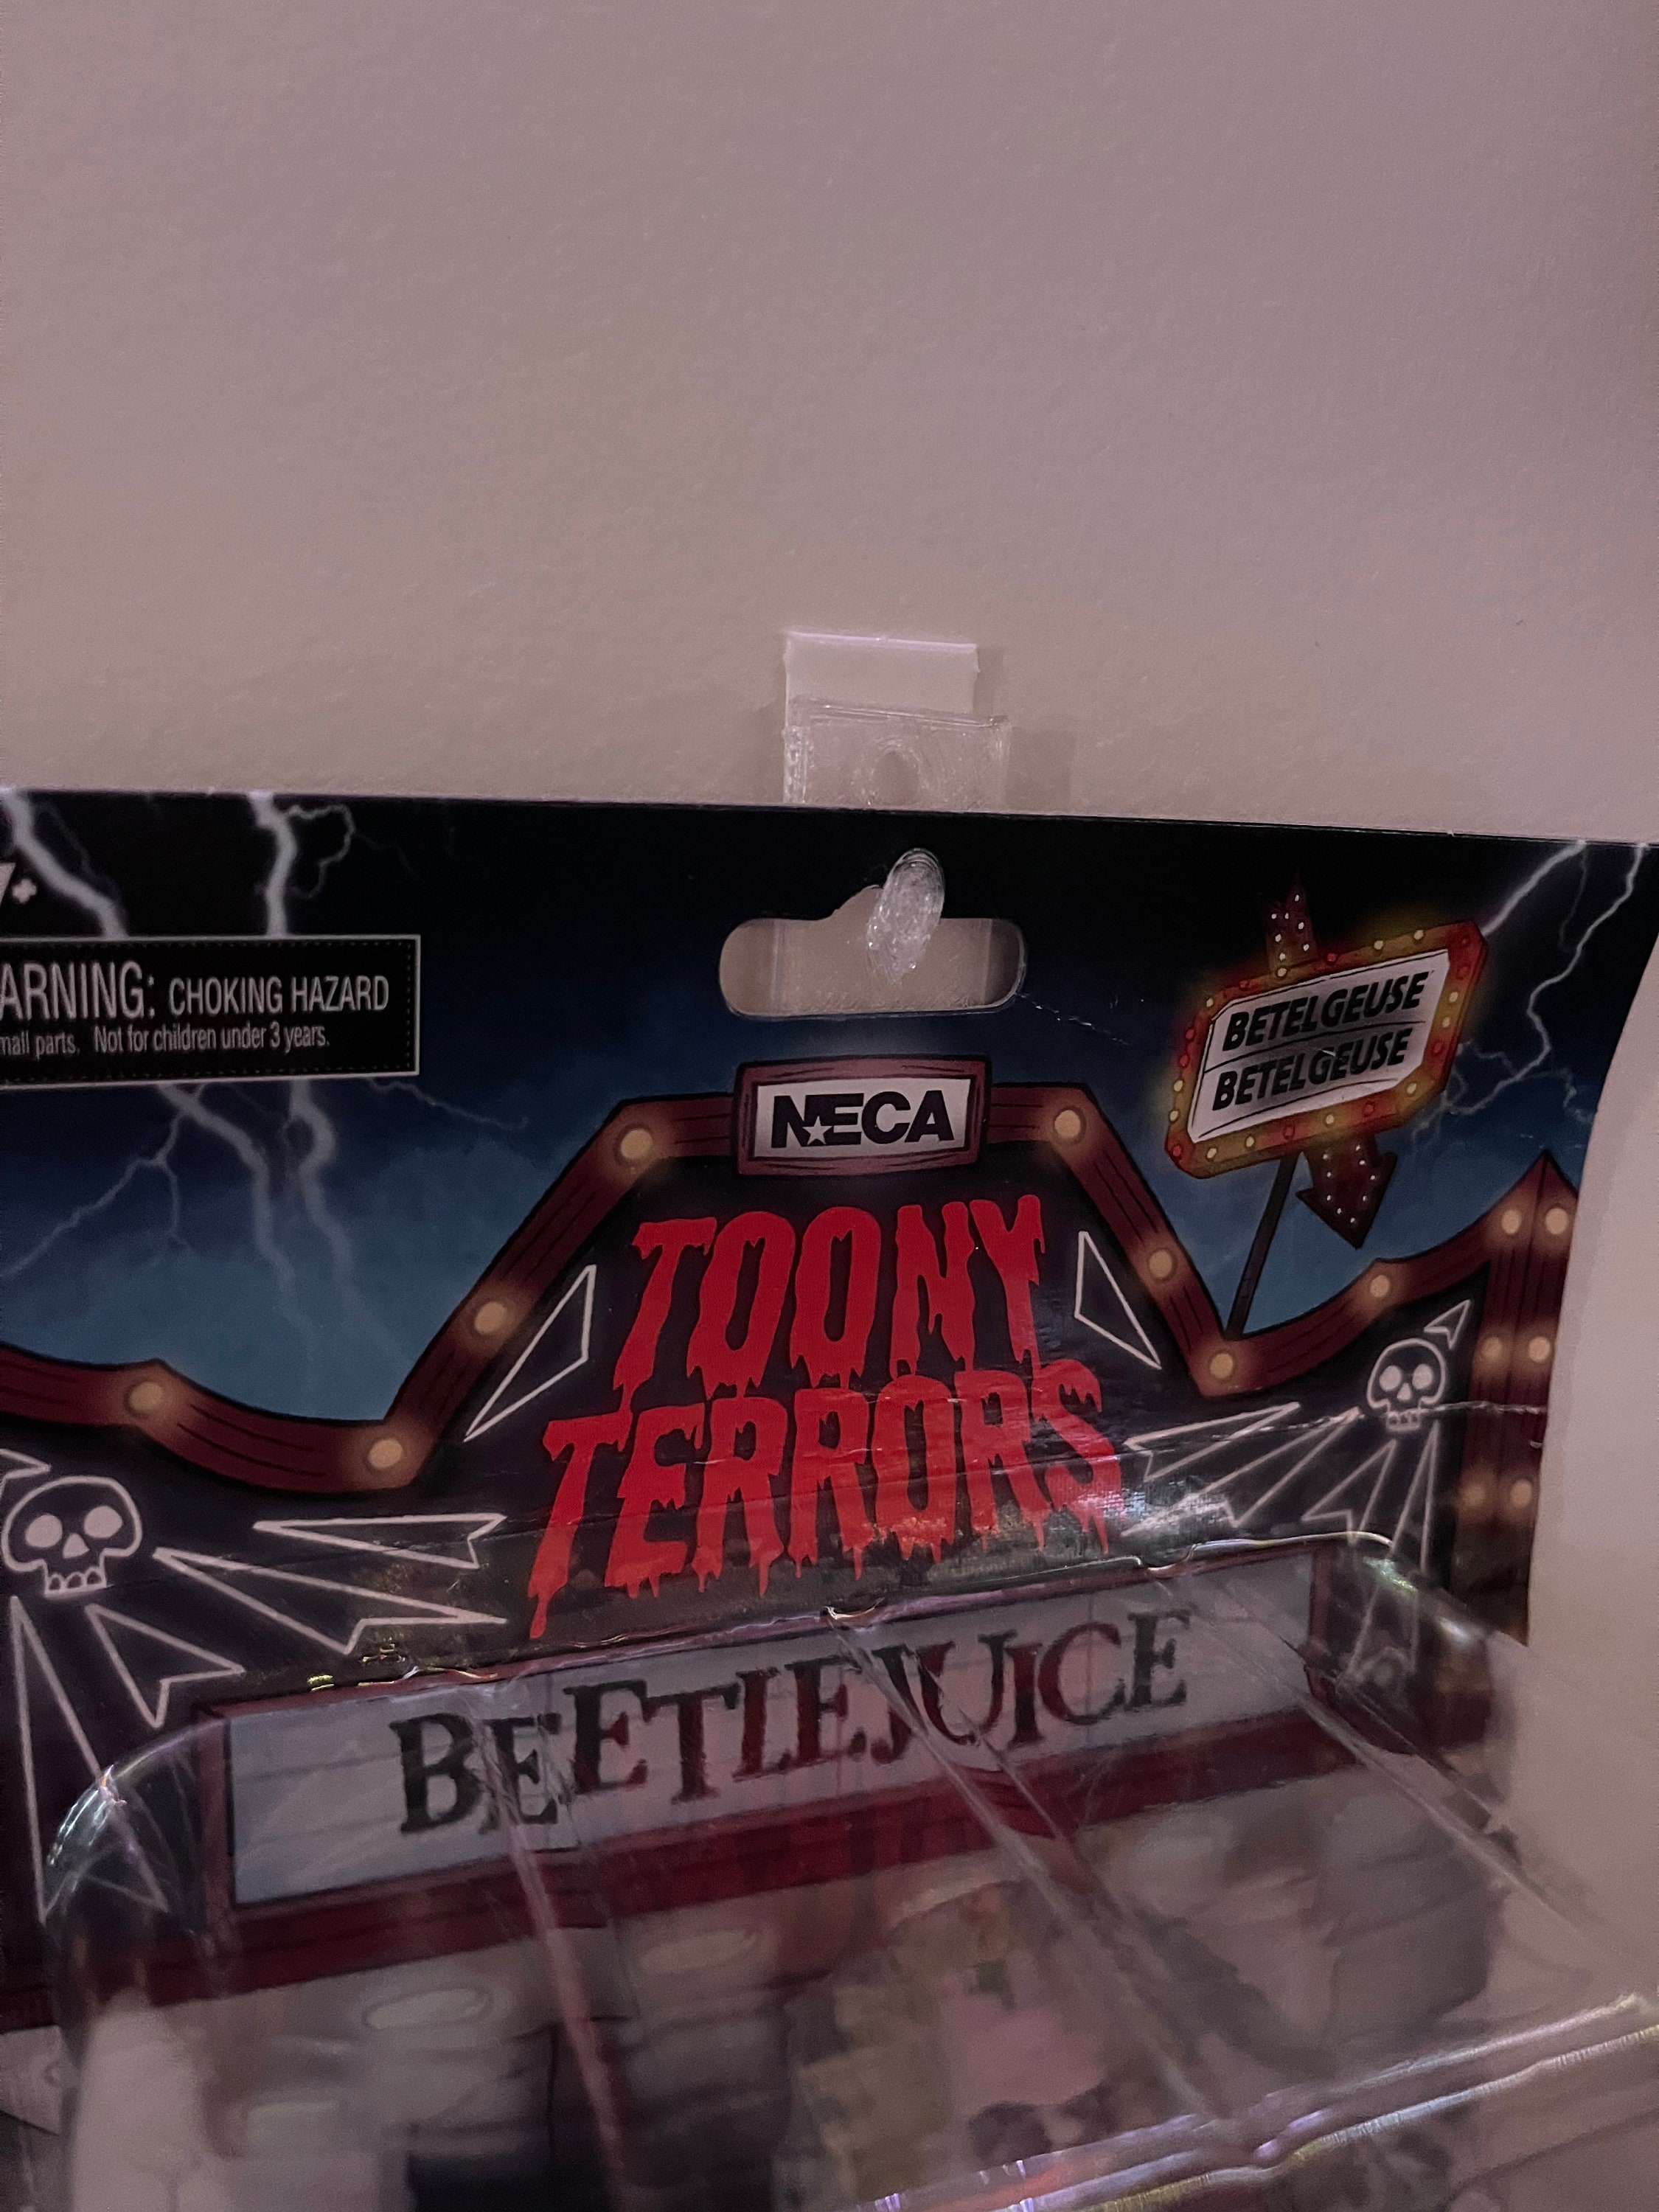 +
ARNING: CHOKING HAZARD
mall parts. Not for children under 3 years.
BETELGEUSE
BETELGEUSE
NECA
TOONY
TERRORS
BEETLEJUICE